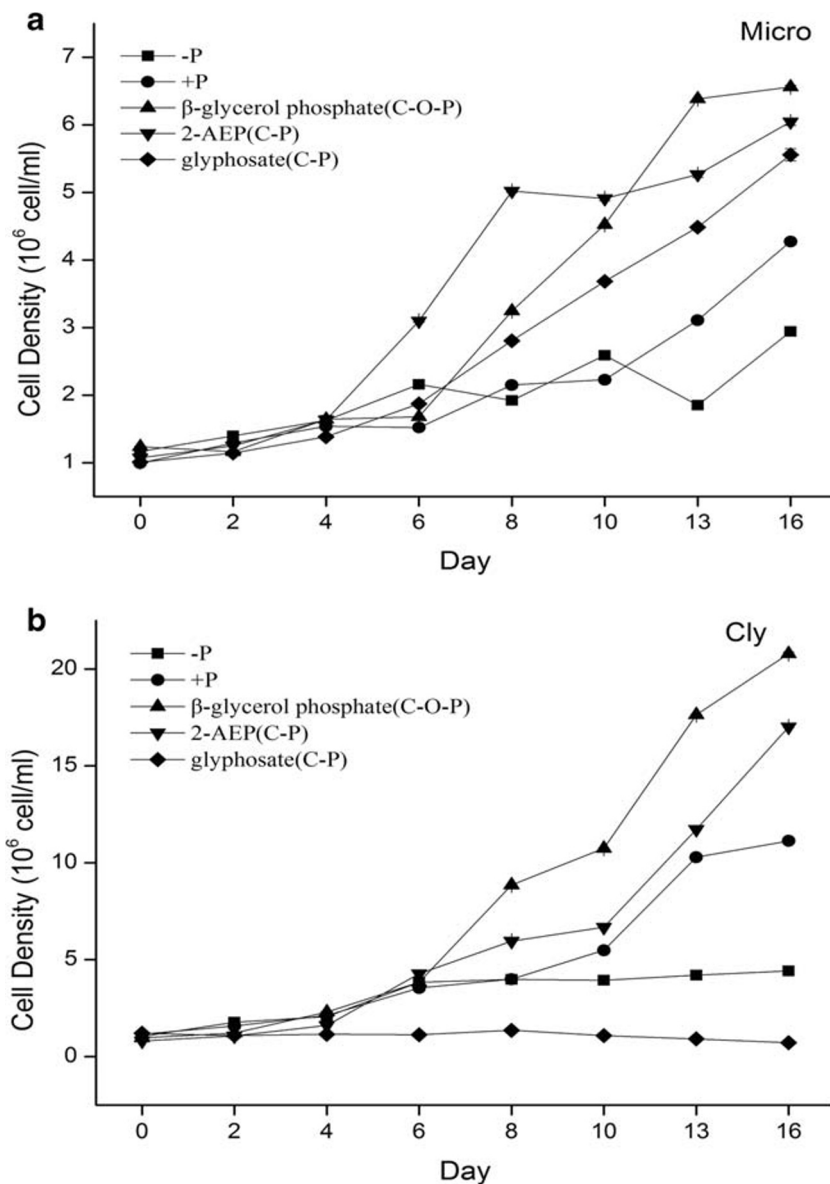 a
Micro
-P
+P
β-glycerol phosphate(C-O-P)
2-AEP(C-P)
glyphosate(C-P)
7
6
5
4
3
2
1
Cell Density (10⁶ cell/ml)
0 2 4 6 8 10 13 16
Day
b
Cly
-P
+P
β-glycerol phosphate(C-O-P)
2-AEP(C-P)
glyphosate(C-P)
20
15
10
5
0
Cell Density (10⁶ cell/ml)
0 2 4 6 8 10 13 16
Day